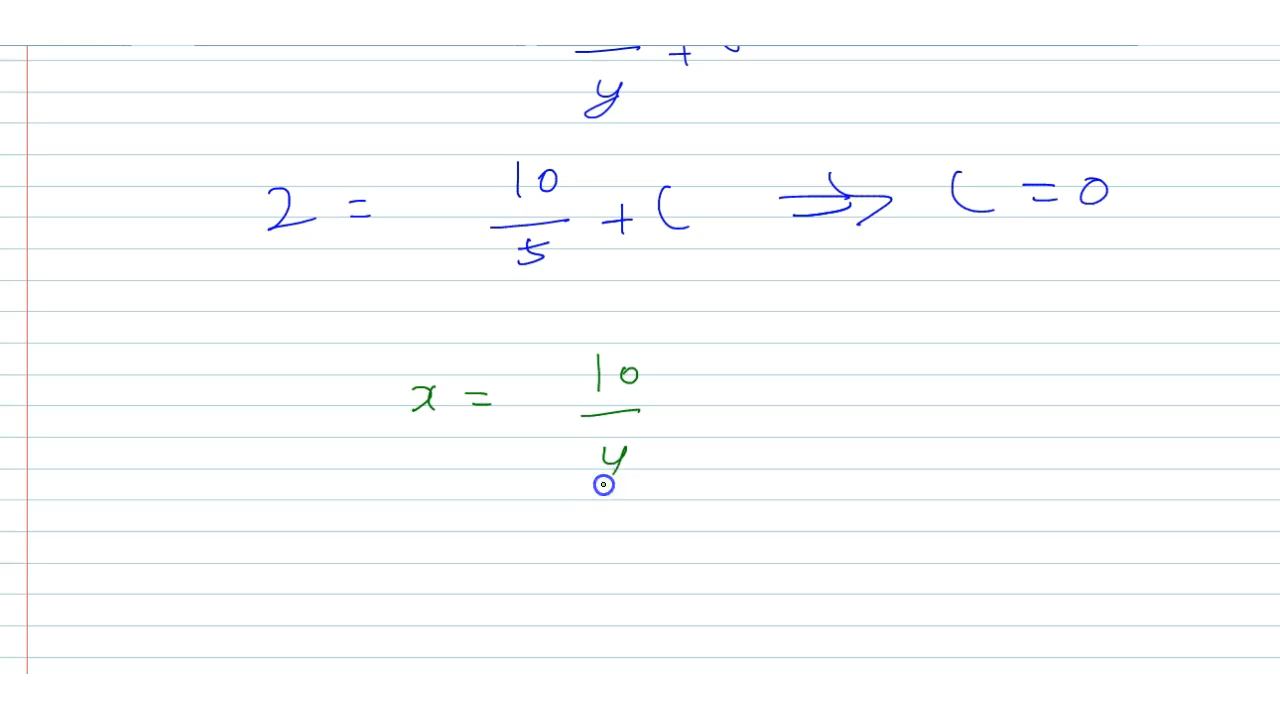 y +
2 = 10/5 + C ⇒ C = 0
x = 10/y